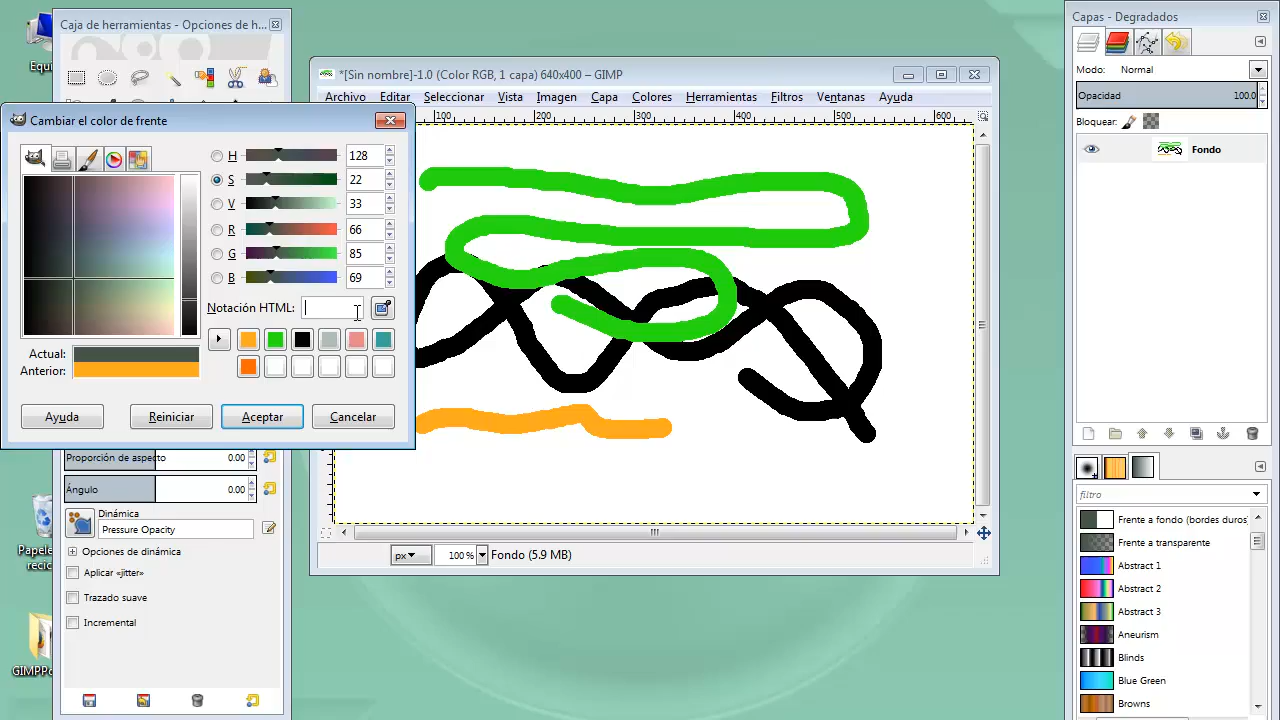 Equi
Papele
recic
GIMPPo
Caja de herramientas - Opciones de h...
Cambiar el color de frente
H 128
S 22
V 33
R 66
G 85
B 69
Notación HTML:
Actual:
Anterior:
Ayuda Reiniciar Aceptar Cancelar
Proporción de aspecto 0.00
Ángulo 0.00
Dinámica
Pressure Opacity
Opciones de dinámica
Aplicar «jitter»
Trazado suave
Incremental
*[Sin nombre]-1.0 (Color RGB, 1 capa) 640x400 – GIMP
Archivo Editar Seleccionar Vista Imagen Capa Colores Herramientas Filtros Ventanas Ayuda
100 200 300 400 500 600
px 100 % Fondo (5.9 MB)
Capas - Degradados
Modo: Normal
Opacidad 100.0
Bloquear:
Fondo
filtro
Frente a fondo (bordes duros)
Frente a transparente
Abstract 1
Abstract 2
Abstract 3
Aneurism
Blinds
Blue Green
Browns